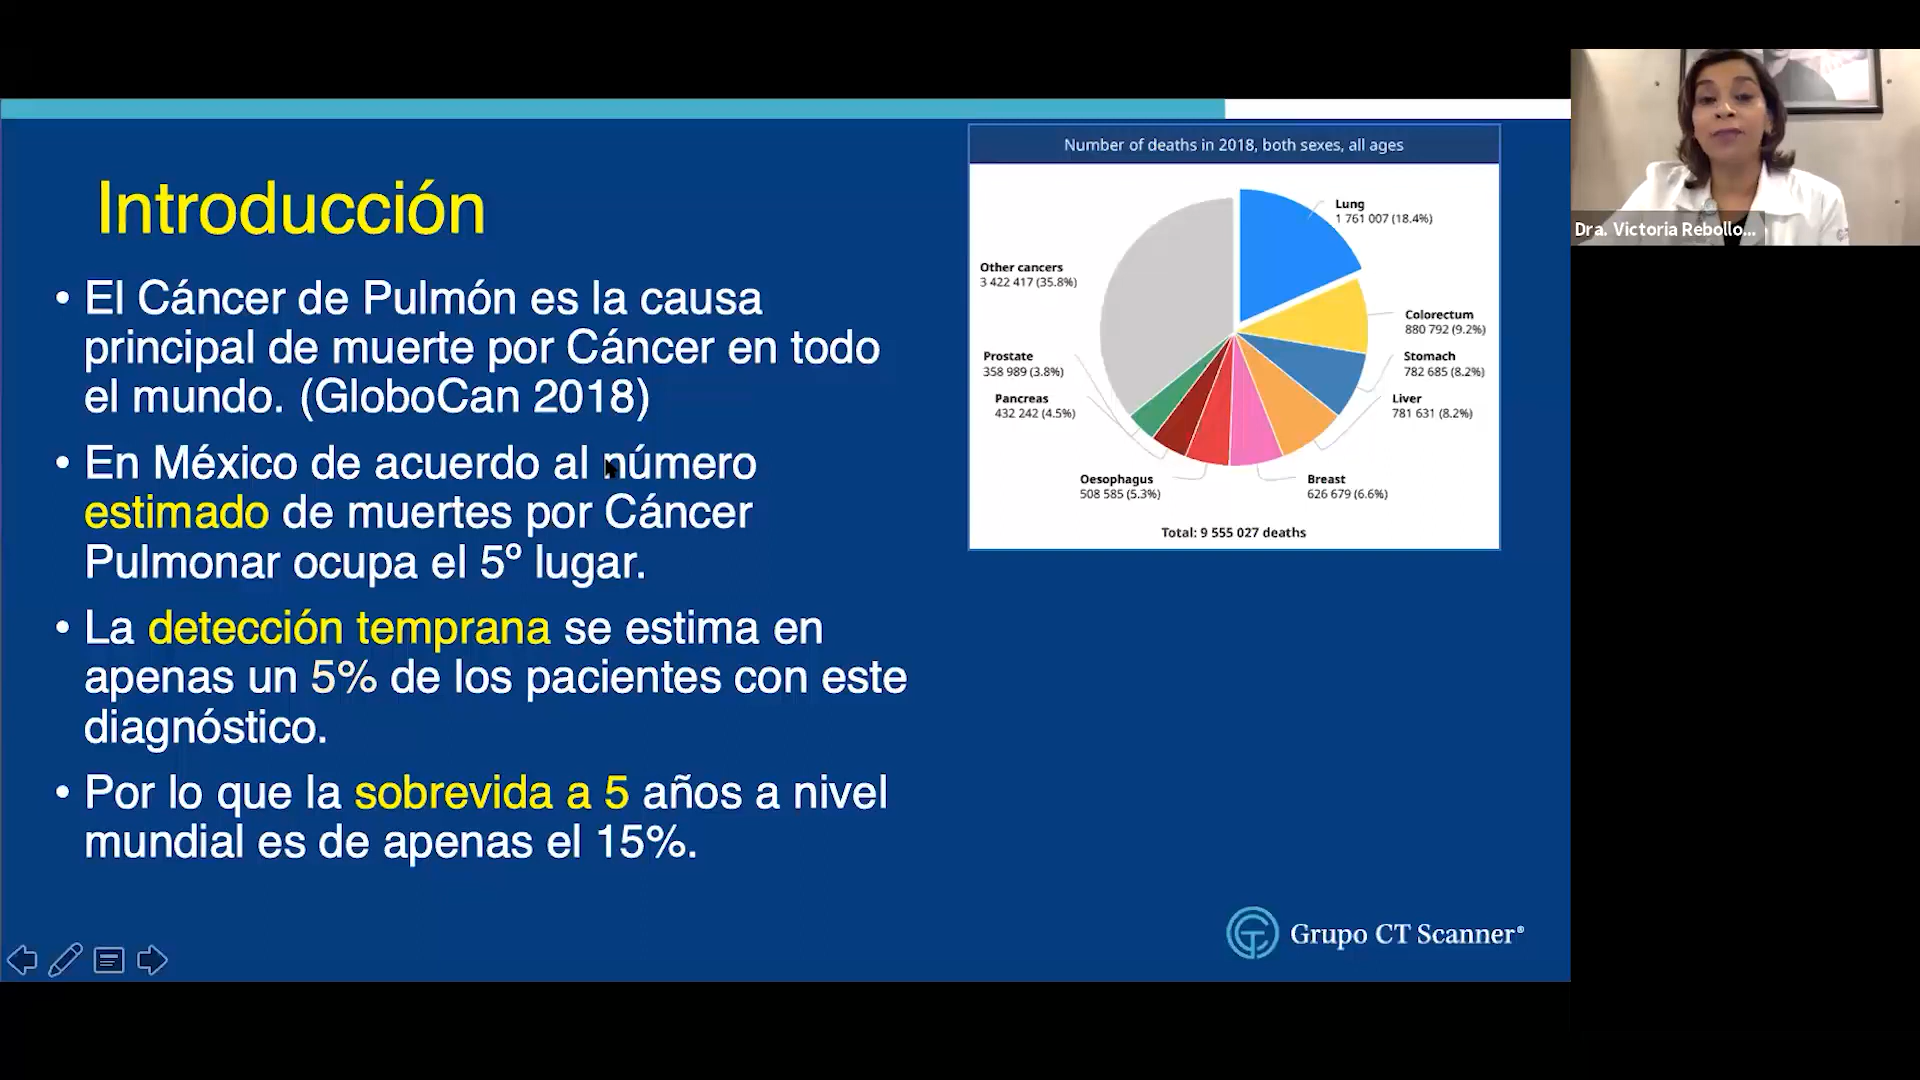 Introducción
• El Cáncer de Pulmón es la causa
principal de muerte por Cáncer en todo
el mundo. (GloboCan 2018)
• En México de acuerdo al número
estimado de muertes por Cáncer
Pulmonar ocupa el 5º lugar.
• La detección temprana se estima en
apenas un 5% de los pacientes con este
diagnóstico.
• Por lo que la sobrevida a 5 años a nivel
mundial es de apenas el 15%.
Number of deaths in 2018, both sexes, all ages
Lung
1 761 007 (18.4%)
Colorectum
880 792 (9.2%)
Stomach
782 685 (8.2%)
Liver
781 631 (8.2%)
Breast
626 679 (6.6%)
Oesophagus
508 585 (5.3%)
Pancreas
432 242 (4.5%)
Prostate
358 989 (3.8%)
Other cancers
3 422 417 (35.8%)
Total: 9 555 027 deaths
Grupo CT Scanner®
Dra. Victoria Rebollo...